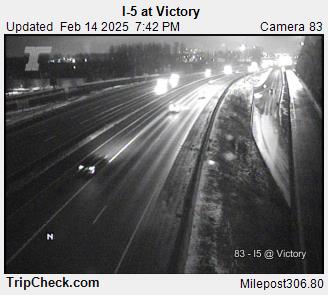 I-5 at Victory
Updated  Feb 14 2025  7:42 PM    Camera 83
T
N
83 - I5 @ Victory
TripCheck.com    Milepost306.80